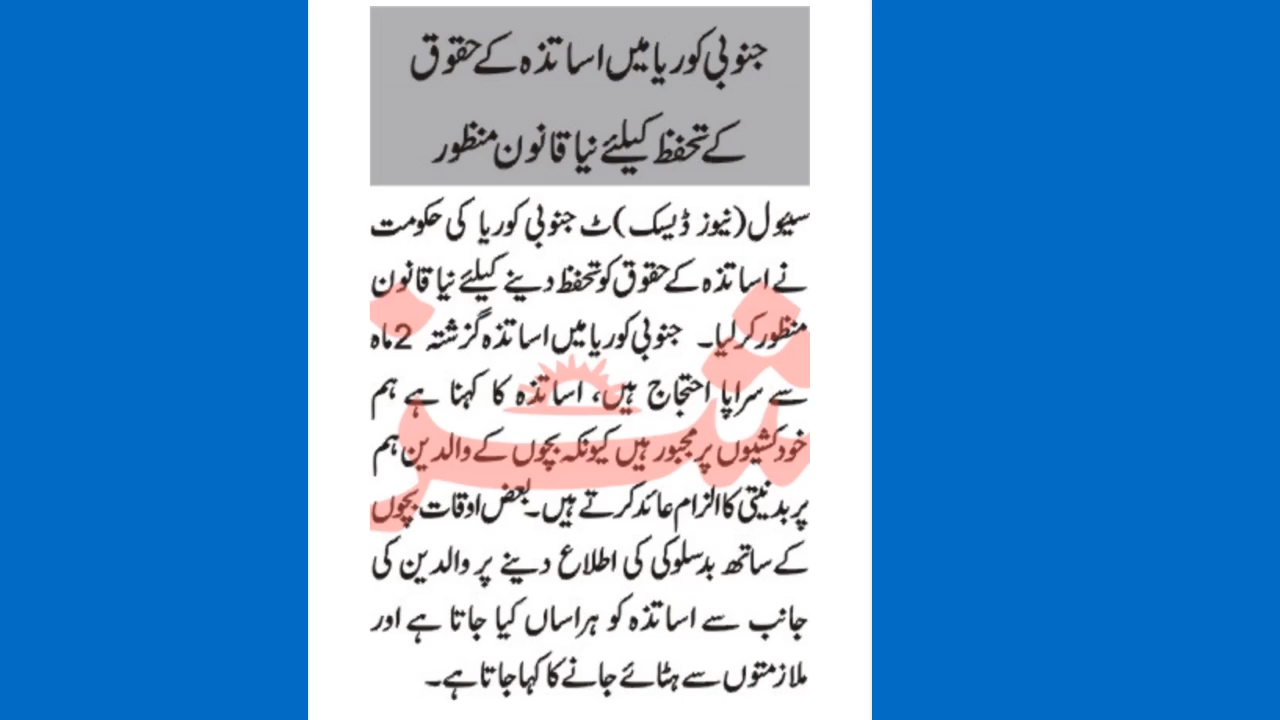 جنوبی کوریا میں اساتذہ کے حقوق
کے تحفظ کیلئے نیا قانون منظور
سیئول (نیوز ڈیسک)ٹ جنوبی کوریا کی حکومت
نے اساتذہ کے حقوق کو تحفظ دینے کیلئے نیا قانون
منظور کرلیا۔ جنوبی کوریا میں اساتذہ گزشتہ 2 ماہ
سے سراپا احتجاج ہیں، اساتذہ کا کہنا ہے ہم
خودکشیوں پر مجبور ہیں کیونکہ بچوں کے والدین ہم
پر بدنیتی کا الزام عائد کرتے ہیں۔ بعض اوقات بچوں
کے ساتھ بدسلوکی کی اطلاع دینے پر والدین کی
جانب سے اساتذہ کو ہراساں کیا جاتا ہے اور
ملازمتوں سے ہٹائے جانے کا کہا جاتا ہے۔